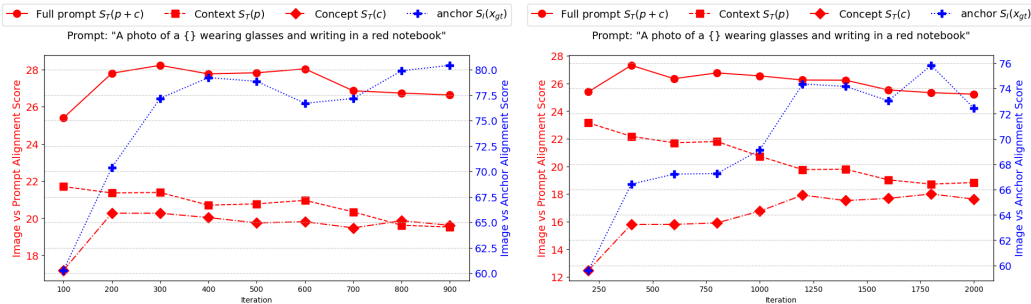 Full prompt S_T(p + c) Context S_T(p) Concept S_T(c) anchor S_I(x_gt)
Prompt: "A photo of a {} wearing glasses and writing in a red notebook"
Image vs Prompt Alignment Score
28
26
24
22
20
18
80.0
77.5
75.0
72.5
70.0
67.5
65.0
62.5
60.0
Image vs Anchor Alignment Score
100 200 300 400 500 600 700 800 900
Iteration
Full prompt S_T(p + c) Context S_T(p) Concept S_T(c) anchor S_I(x_gt)
Prompt: "A photo of a {} wearing glasses and writing in a red notebook"
Image vs Prompt Alignment Score
28
26
24
22
20
18
16
14
12
76
74
72
70
68
66
64
62
60
Image vs Anchor Alignment Score
250 500 750 1000 1250 1500 1750 2000
Iteration